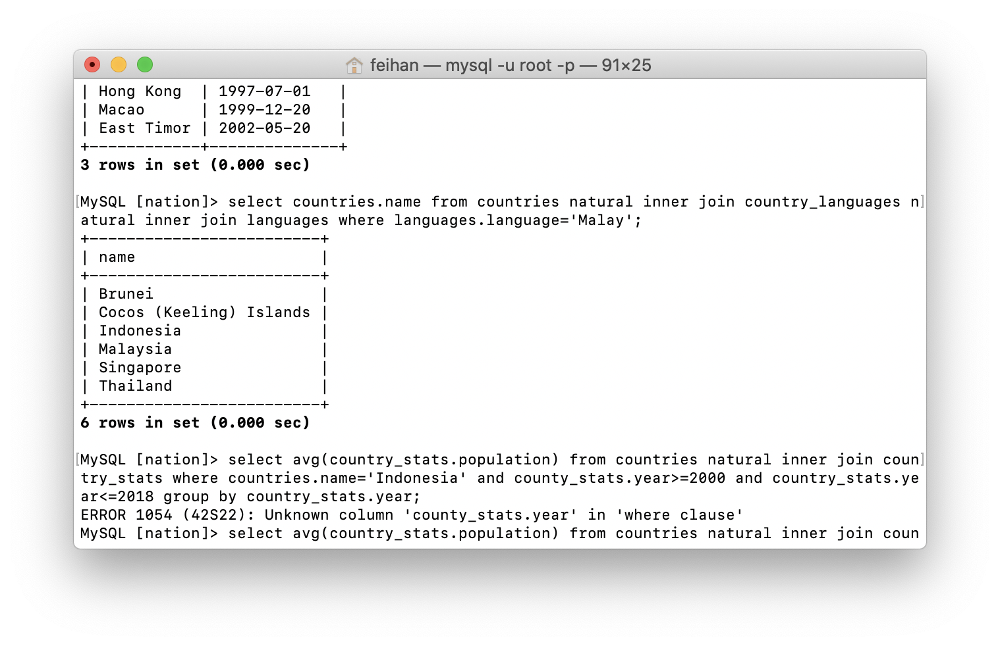 feihan — mysql -u root -p — 91×25
| Hong Kong  | 1997-07-01   |
| Macao      | 1999-12-20   |
| East Timor | 2002-05-20   |
+------------+--------------+
3 rows in set (0.000 sec)
[MySQL [nation]> select countries.name from countries natural inner join country_languages n]
atural inner join languages where languages.language='Malay';
+-------------------------+
| name                    |
+-------------------------+
| Brunei                  |
| Cocos (Keeling) Islands |
| Indonesia               |
| Malaysia                |
| Singapore               |
| Thailand                |
+-------------------------+
6 rows in set (0.000 sec)
[MySQL [nation]> select avg(country_stats.population) from countries natural inner join coun]
try_stats where countries.name='Indonesia' and county_stats.year>=2000 and country_stats.ye
ar<=2018 group by country_stats.year;
ERROR 1054 (42S22): Unknown column 'county_stats.year' in 'where clause'
MySQL [nation]> select avg(country_stats.population) from countries natural inner join coun